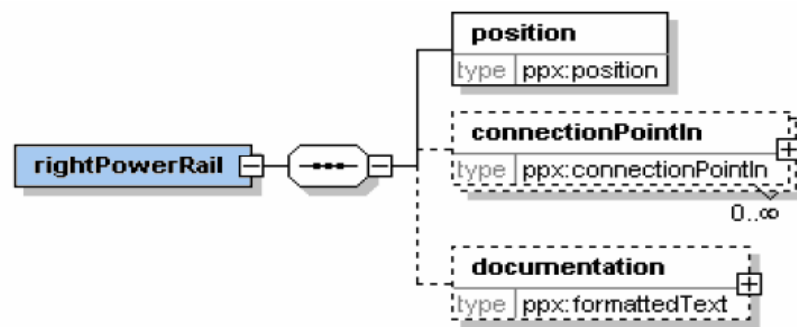 rightPowerRail
position
type ppx:position
connectionPointIn
type ppx:connectionPointIn
0..∞
documentation
type ppx:formattedText